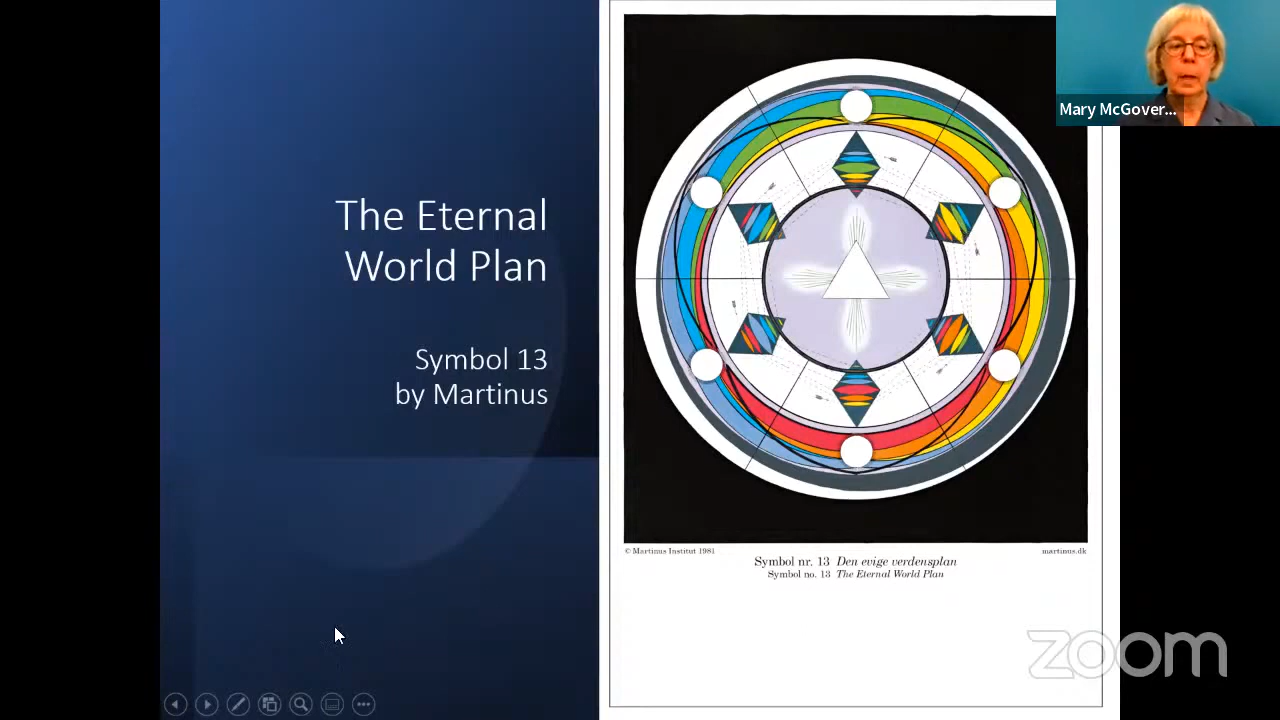 The Eternal
World Plan
Symbol 13
by Martinus
Mary McGover...
© Martinus Institut 1981
martinus.dk
Symbol nr. 13 Den evige verdensplan
Symbol no. 13 The Eternal World Plan
zoom